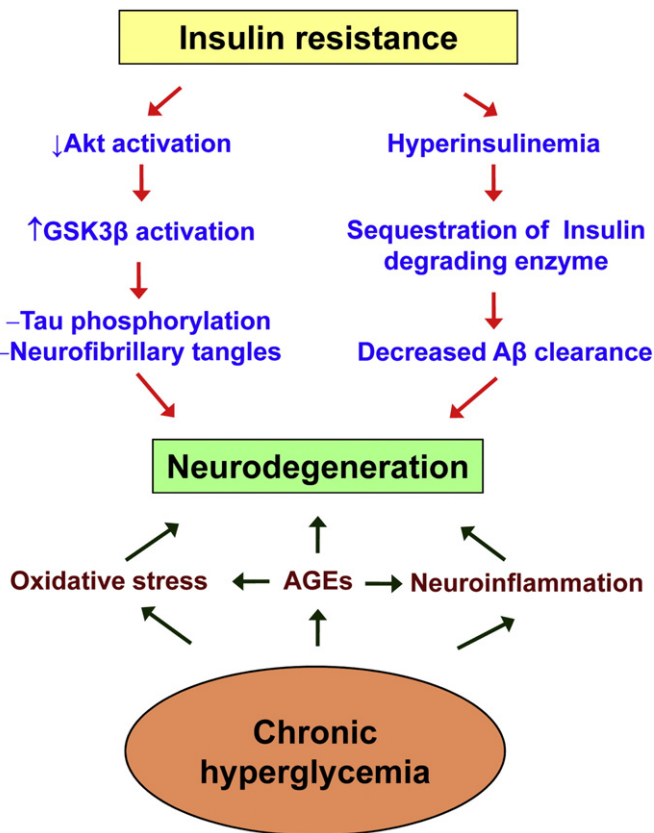 Insulin resistance
↓Akt activation
Hyperinsulinemia
↑GSK3β activation
Sequestration of Insulin
degrading enzyme
–Tau phosphorylation
–Neurofibrillary tangles
Decreased Aβ clearance
Neurodegeneration
Oxidative stress
AGEs
Neuroinflammation
Chronic
hyperglycemia